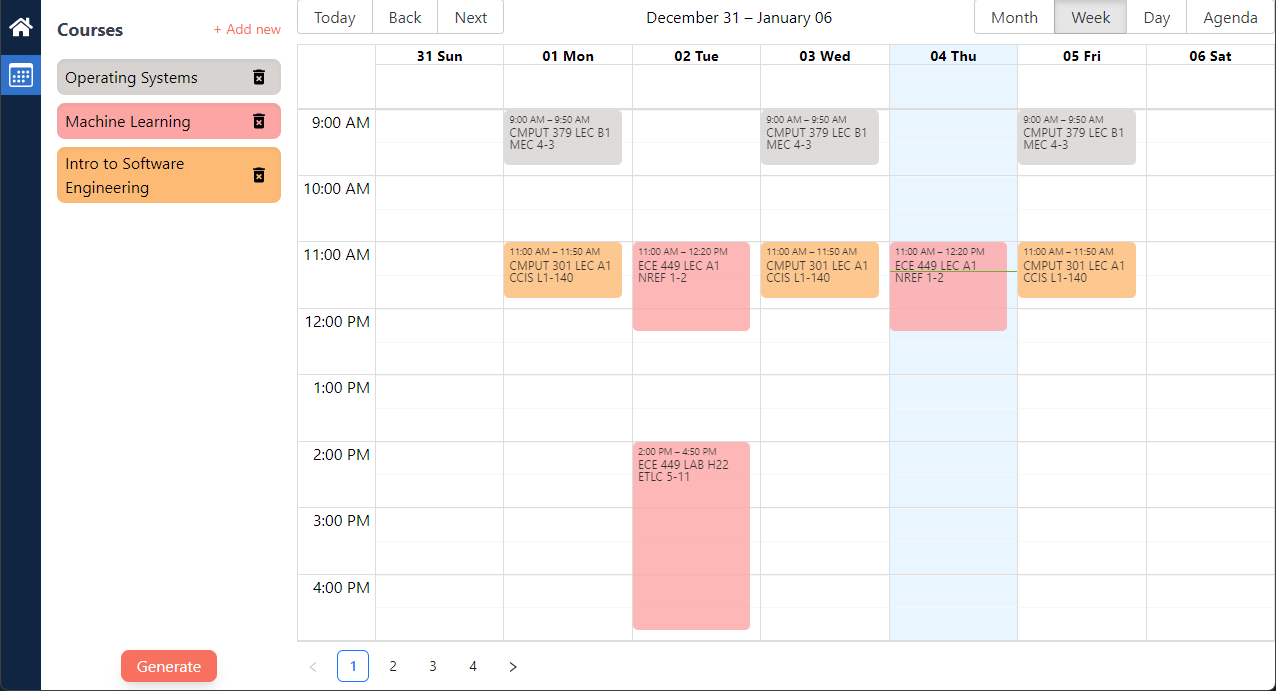 Courses
+ Add new
Operating Systems
Machine Learning
Intro to Software
Engineering
Generate
Today Back Next
December 31 – January 06
Month Week Day Agenda
31 Sun 01 Mon 02 Tue 03 Wed 04 Thu 05 Fri 06 Sat
9:00 AM
9:00 AM – 9:50 AM
CMPUT 379 LEC B1
MEC 4-3
9:00 AM – 9:50 AM
CMPUT 379 LEC B1
MEC 4-3
9:00 AM – 9:50 AM
CMPUT 379 LEC B1
MEC 4-3
10:00 AM
11:00 AM
11:00 AM – 11:50 AM
CMPUT 301 LEC A1
CCIS L1-140
11:00 AM – 12:20 PM
ECE 449 LEC A1
NREF 1-2
11:00 AM – 11:50 AM
CMPUT 301 LEC A1
CCIS L1-140
11:00 AM – 12:20 PM
ECE 449 LEC A1
NREF 1-2
11:00 AM – 11:50 AM
CMPUT 301 LEC A1
CCIS L1-140
12:00 PM
1:00 PM
2:00 PM
2:00 PM – 4:50 PM
ECE 449 LAB H22
ETLC 5-11
3:00 PM
4:00 PM
< 1 2 3 4 >